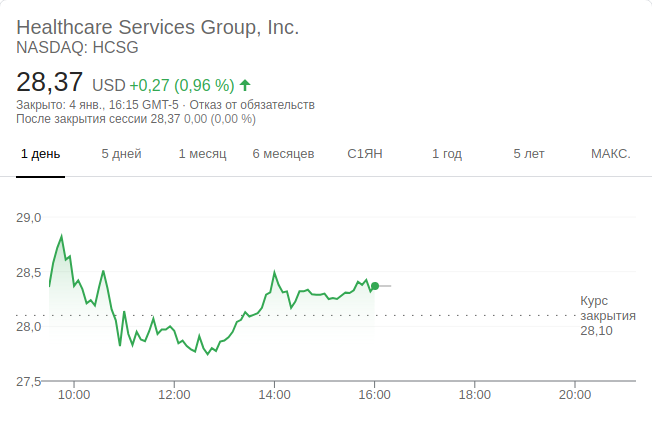 Healthcare Services Group, Inc.
NASDAQ: HCSG
28,37 USD +0,27 (0,96 %)
Закрыто: 4 янв., 16:15 GMT-5 · Отказ от обязательств
После закрытия сессии 28,37 0,00 (0,00 %)
1 день 5 дней 1 месяц 6 месяцев С1ЯН 1 год 5 лет МАКС.
29,0
28,5
Курс
закрытия
28,10
28,0
27,5
10:00 12:00 14:00 16:00 18:00 20:00